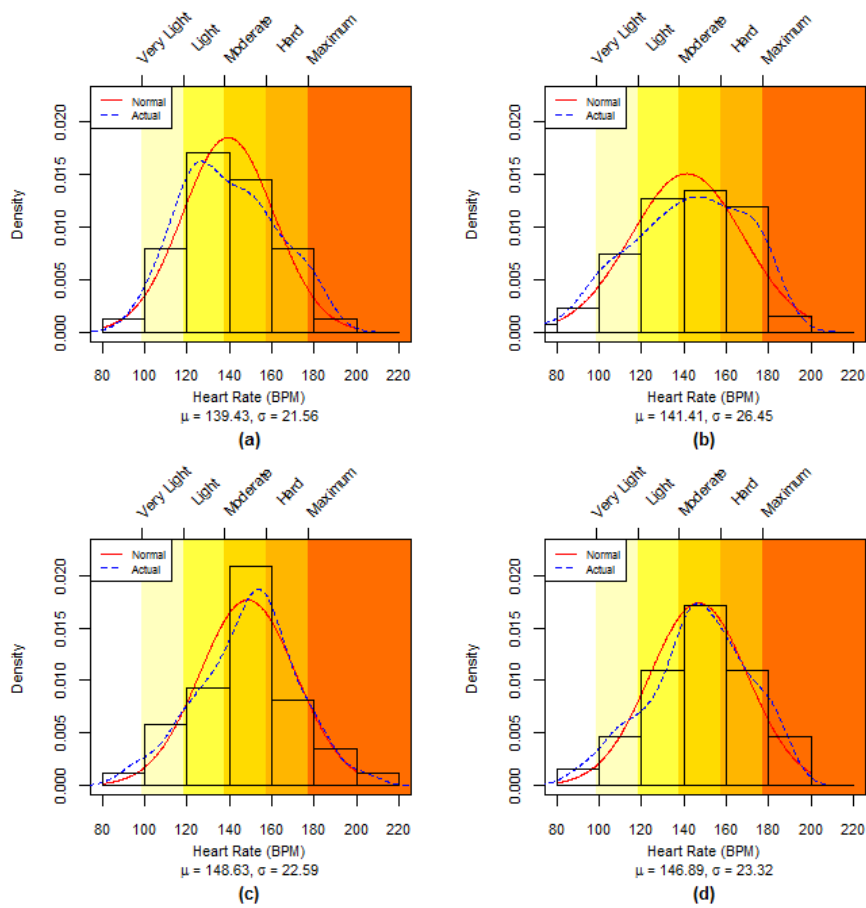 Very Light Light Moderate Hard Maximum
Normal
Actual
Density
0.000 0.005 0.010 0.015 0.020
80 100 120 140 160 180 200 220
Heart Rate (BPM)
μ = 139.43, σ = 21.56
(a)
Very Light Light Moderate Hard Maximum
Normal
Actual
Density
0.000 0.005 0.010 0.015 0.020
80 100 120 140 160 180 200 220
Heart Rate (BPM)
μ = 141.41, σ = 26.45
(b)
Very Light Light Moderate Hard Maximum
Normal
Actual
Density
0.000 0.005 0.010 0.015 0.020
80 100 120 140 160 180 200 220
Heart Rate (BPM)
μ = 148.63, σ = 22.59
(c)
Very Light Light Moderate Hard Maximum
Normal
Actual
Density
0.000 0.005 0.010 0.015 0.020
80 100 120 140 160 180 200 220
Heart Rate (BPM)
μ = 146.89, σ = 23.32
(d)